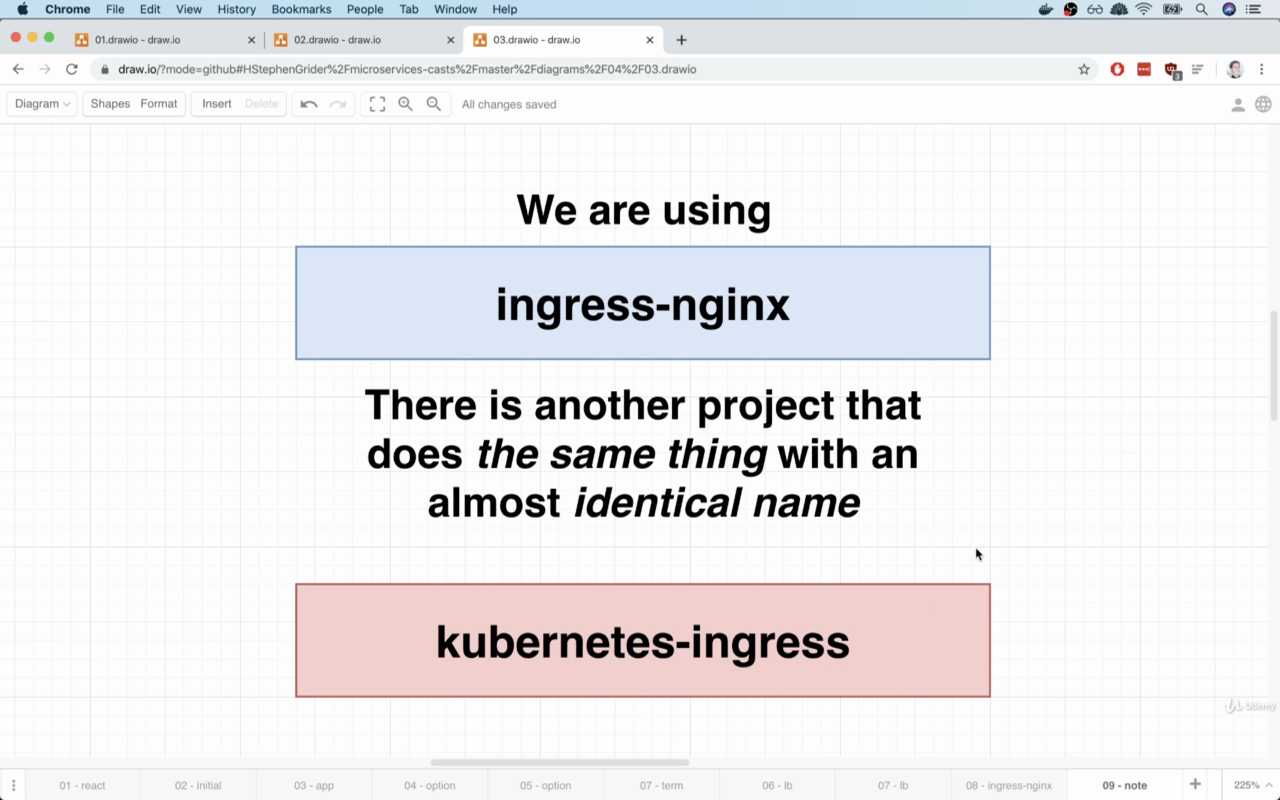 Chrome File Edit View History Bookmarks People Tab Window Help
01.drawio - draw.io
02.drawio - draw.io
03.drawio - draw.io
draw.io/?mode=github#HStephenGrider%2Fmicroservices-casts%2Fmaster%2Fdiagrams%2F04%2F03.drawio
3
Diagram Shapes Format Insert Delete All changes saved
We are using
ingress-nginx
There is another project that
does the same thing with an
almost identical name
kubernetes-ingress
Udemy
01 - react 02 - initial 03 - app 04 - option 05 - option 07 - term 06 - lb 07 - lb 08 - ingress-nginx 09 - note 225%